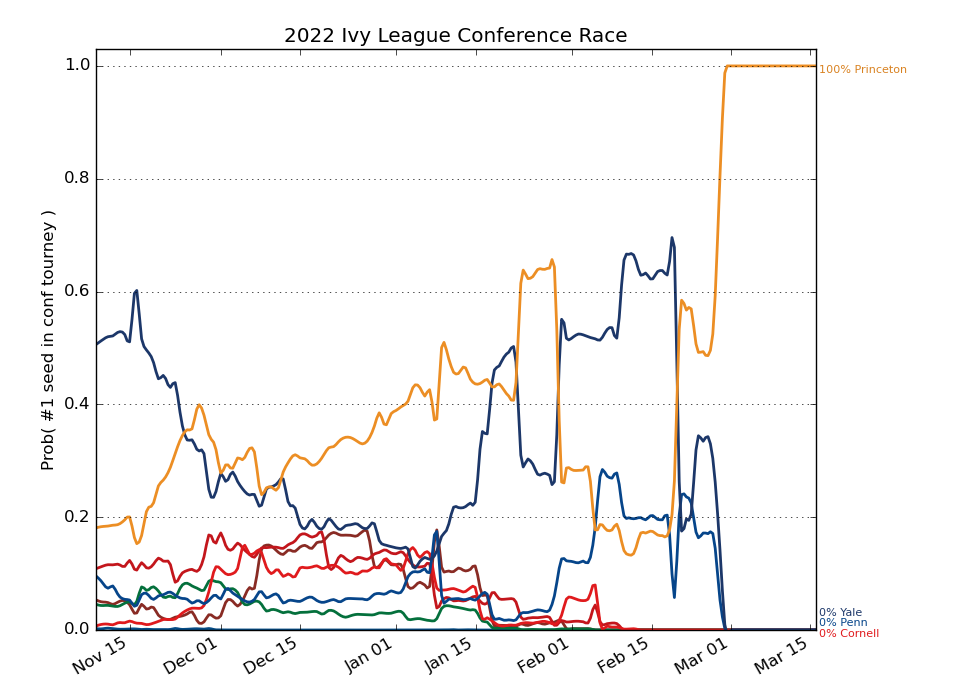 2022 Ivy League Conference Race
Prob( #1 seed in conf tourney )
1.0
0.8
0.6
0.4
0.2
0.0
100% Princeton
0% Yale
0% Penn
0% Cornell
Nov 15
Dec 01
Dec 15
Jan 01
Jan 15
Feb 01
Feb 15
Mar 01
Mar 15